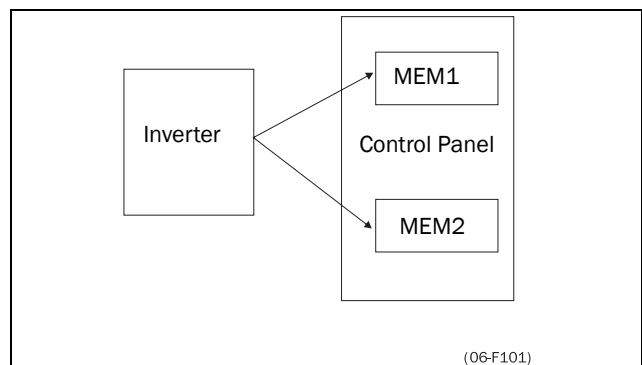 MEM1
Inverter
Control Panel
MEM2
(06-F101)